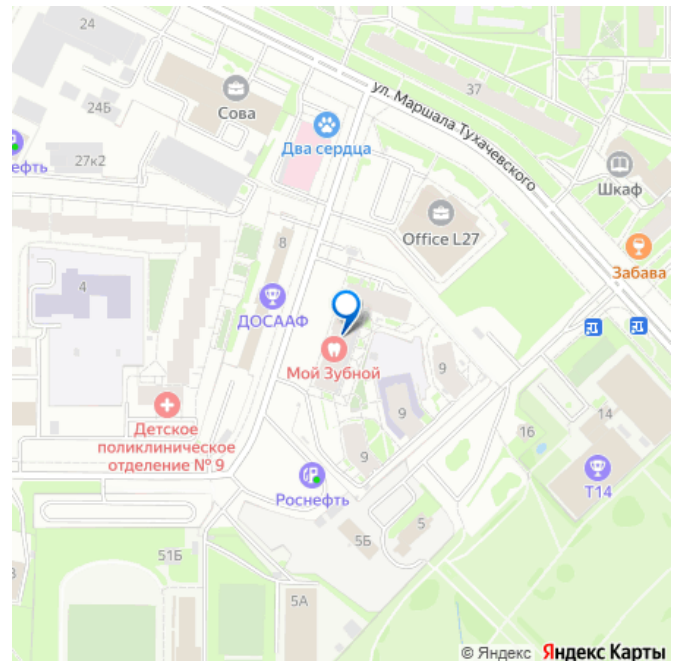 24
37
ул. Маршала Тухачевского
24Б
Сова
Два сердца
ефть
27к2
Шкаф
Office L27
8
Забава
4
ДОСААФ
Мой Зубной
9
9
14
Детское
поликлиническое
отделение № 9
16
9
Т14
Роснефть
5
5Б
51Б
5А
© Яндекс Яндекс Карты